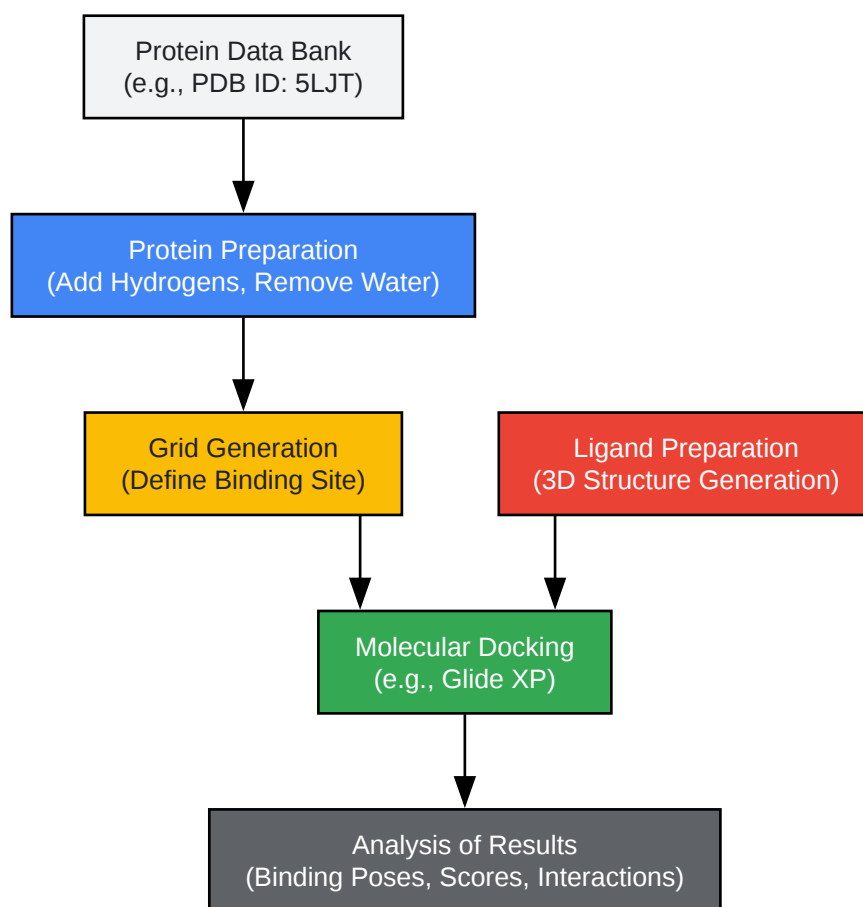 Protein Data Bank
(e.g., PDB ID: 5LJT)
Protein Preparation
(Add Hydrogens, Remove Water)
Grid Generation
(Define Binding Site)
Ligand Preparation
(3D Structure Generation)
Molecular Docking
(e.g., Glide XP)
Analysis of Results
(Binding Poses, Scores, Interactions)